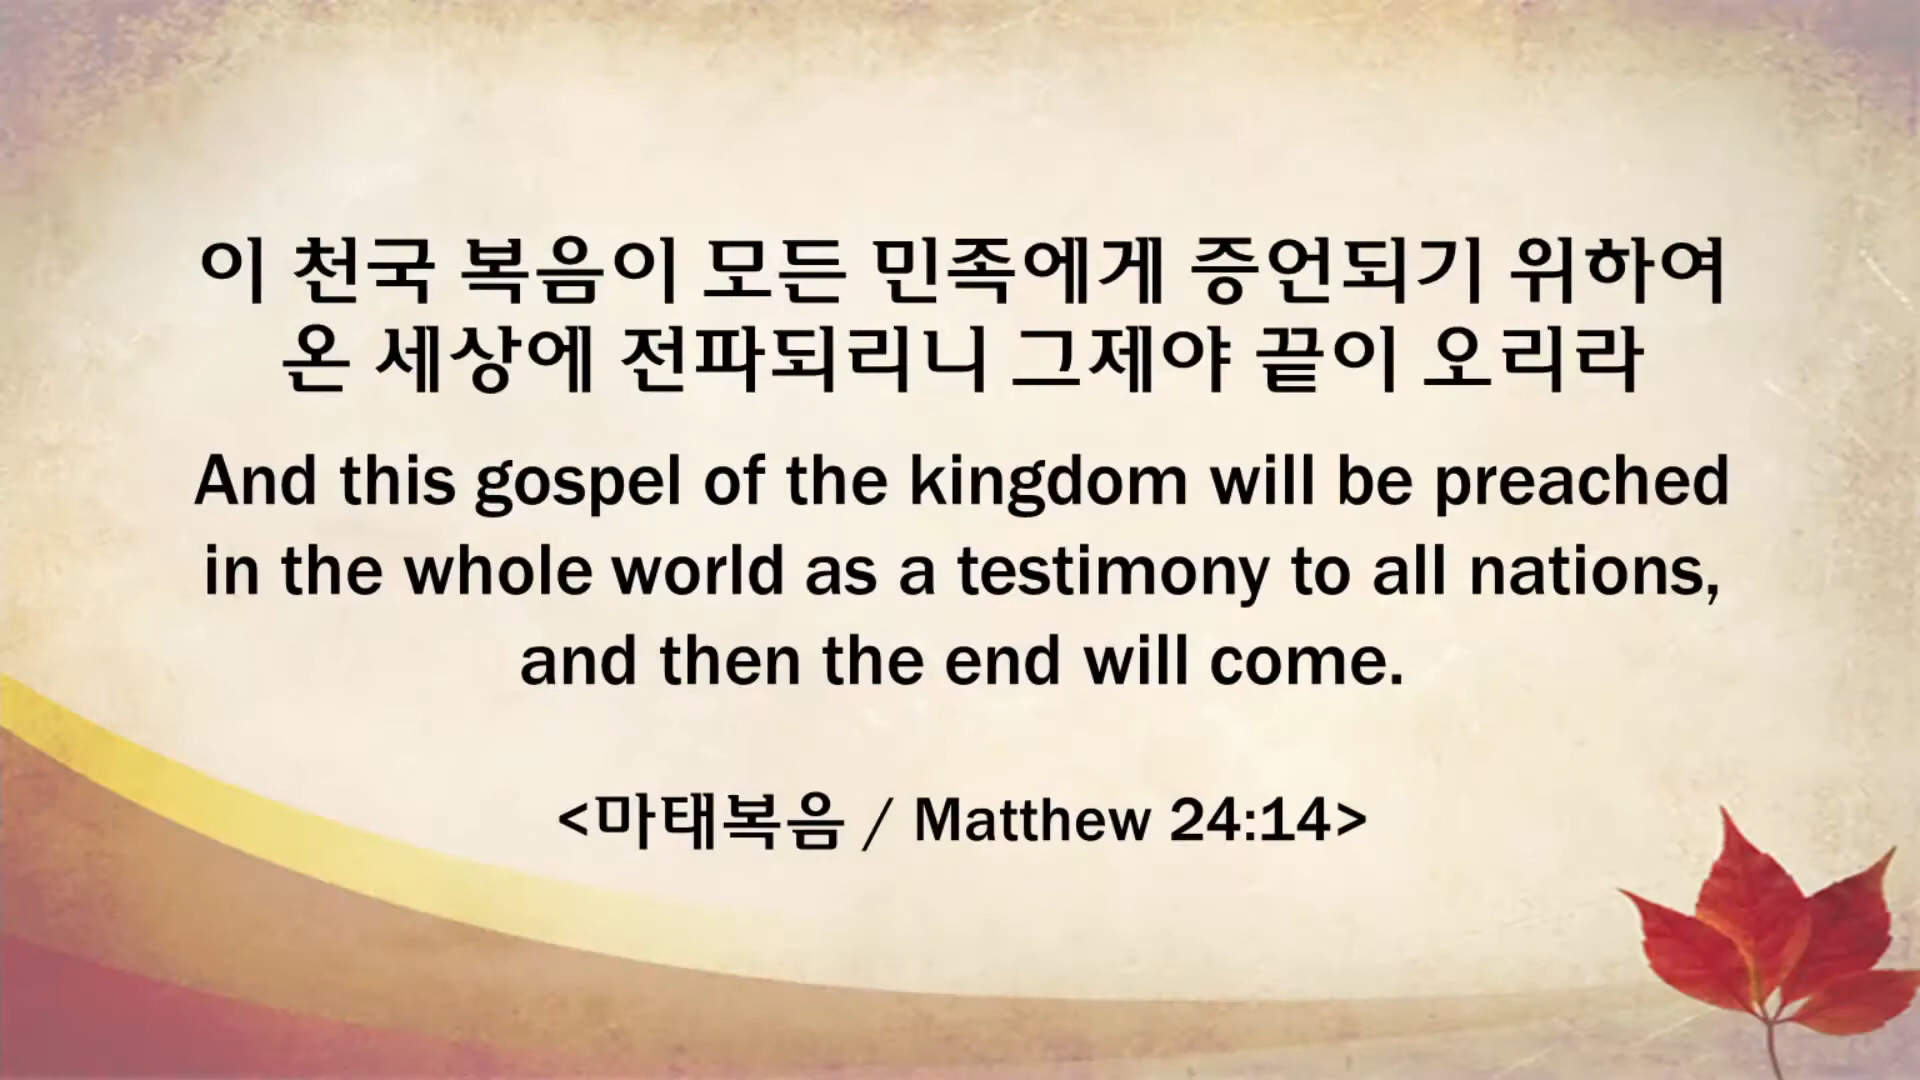 이 천국 복음이 모든 민족에게 증언되기 위하여
온 세상에 전파되리니 그제야 끝이 오리라
And this gospel of the kingdom will be preached
in the whole world as a testimony to all nations,
and then the end will come.
<마태복음 / Matthew 24:14>